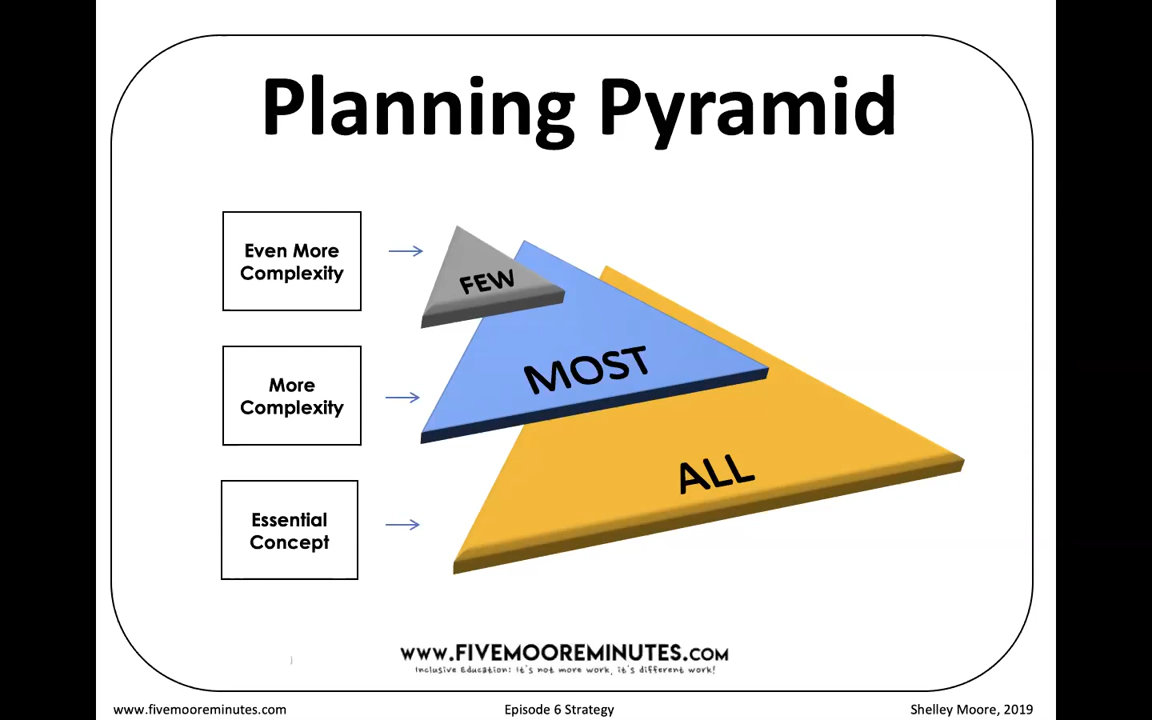 Planning Pyramid
Even More
Complexity
FEW
More
Complexity
MOST
Essential
Concept
ALL
WWW.FIVEMOOREMINUTES.COM
Inclusive Education: it's not more work, it's different work!
www.fivemooreminutes.com
Episode 6 Strategy
Shelley Moore, 2019